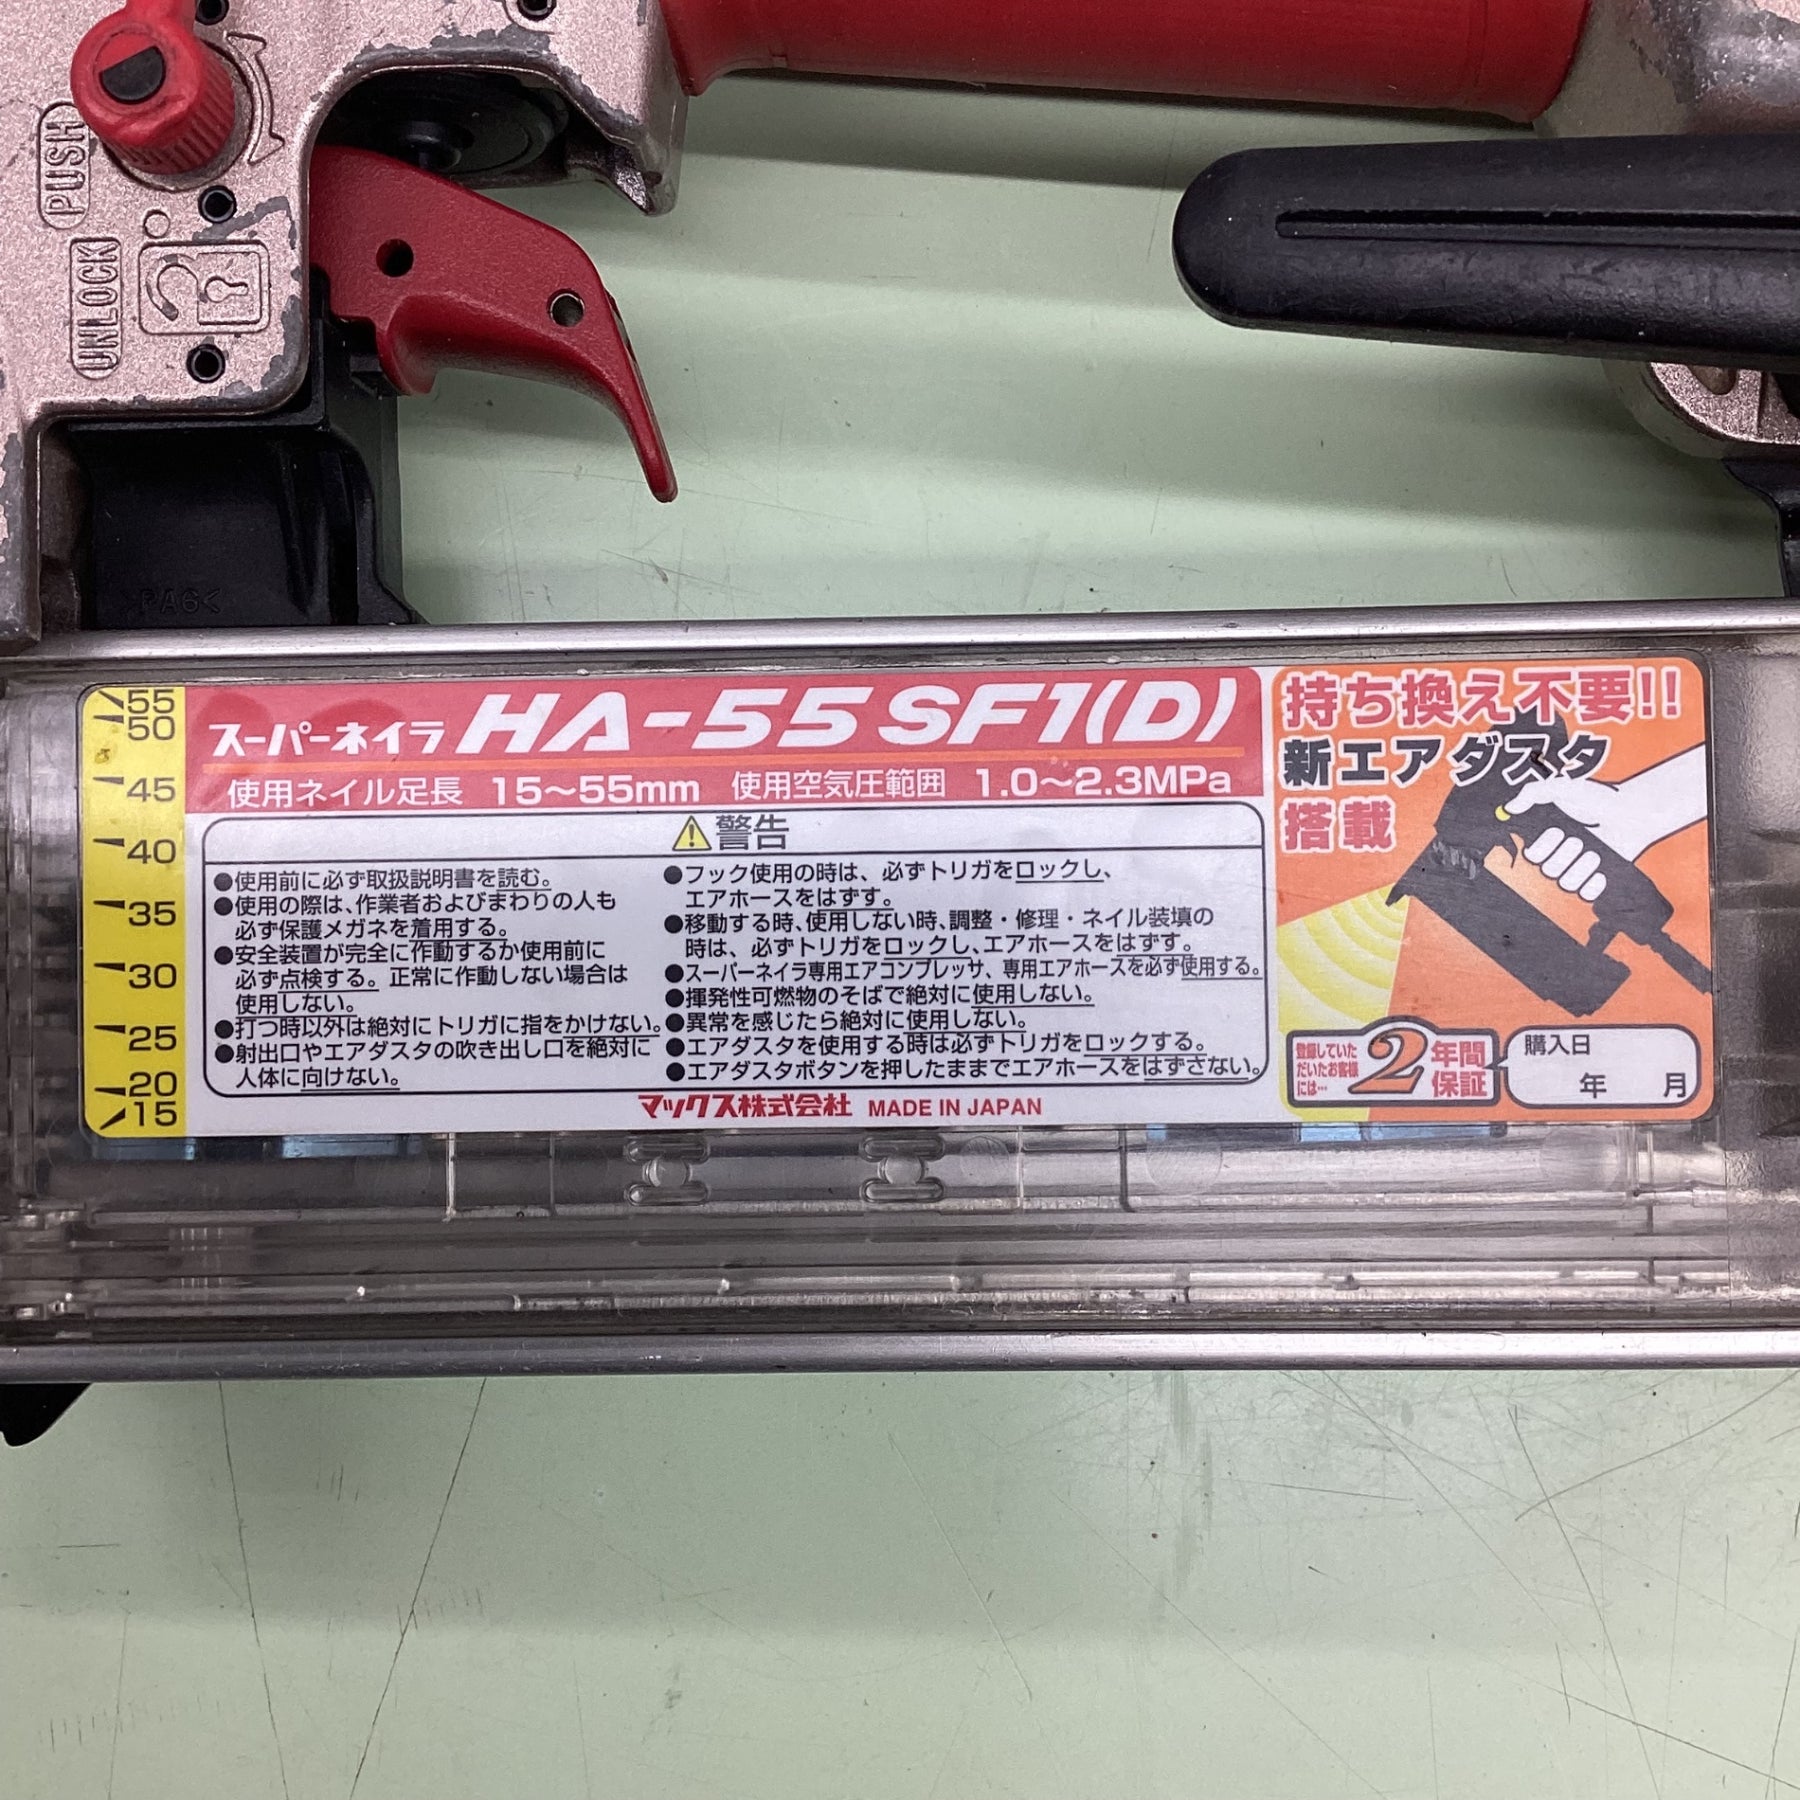 PUSH
UNLOCK
>PA6<
55
50
45
40
35
30
25
20
15
スーパーネイラ HA-55SF1(D)
使用ネイル足長 15〜55mm 使用空気圧範囲 1.0〜2.3MPa
警告
●使用前に必ず取扱説明書を読む。
●使用の際は、作業者およびまわりの人も
必ず保護メガネを着用する。
●安全装置が完全に作動するか使用前に
必ず点検する。正常に作動しない場合は
使用しない。
●打つ時以外は絶対にトリガに指をかけない。
●射出口やエアダスタの吹き出し口を絶対に
人体に向けない。
●フック使用の時は、必ずトリガをロックし、
エアホースをはずす。
●移動する時、使用しない時、調整・修理・ネイル装填の
時は、必ずトリガをロックし、エアホースをはずす。
●スーパーネイラ専用エアコンプレッサ、専用エアホースを必ず使用する。
●揮発性可燃物のそばで絶対に使用しない。
●異常を感じたら絶対に使用しない。
●エアダスタを使用する時は必ずトリガをロックする。
●エアダスタボタンを押したままでエアホースをはずさない。
マックス株式会社 MADE IN JAPAN
持ち換え不要!!
新エアダスタ
搭載
登録していた
だいたお客様
には…
2年間
保証
購入日
年 月